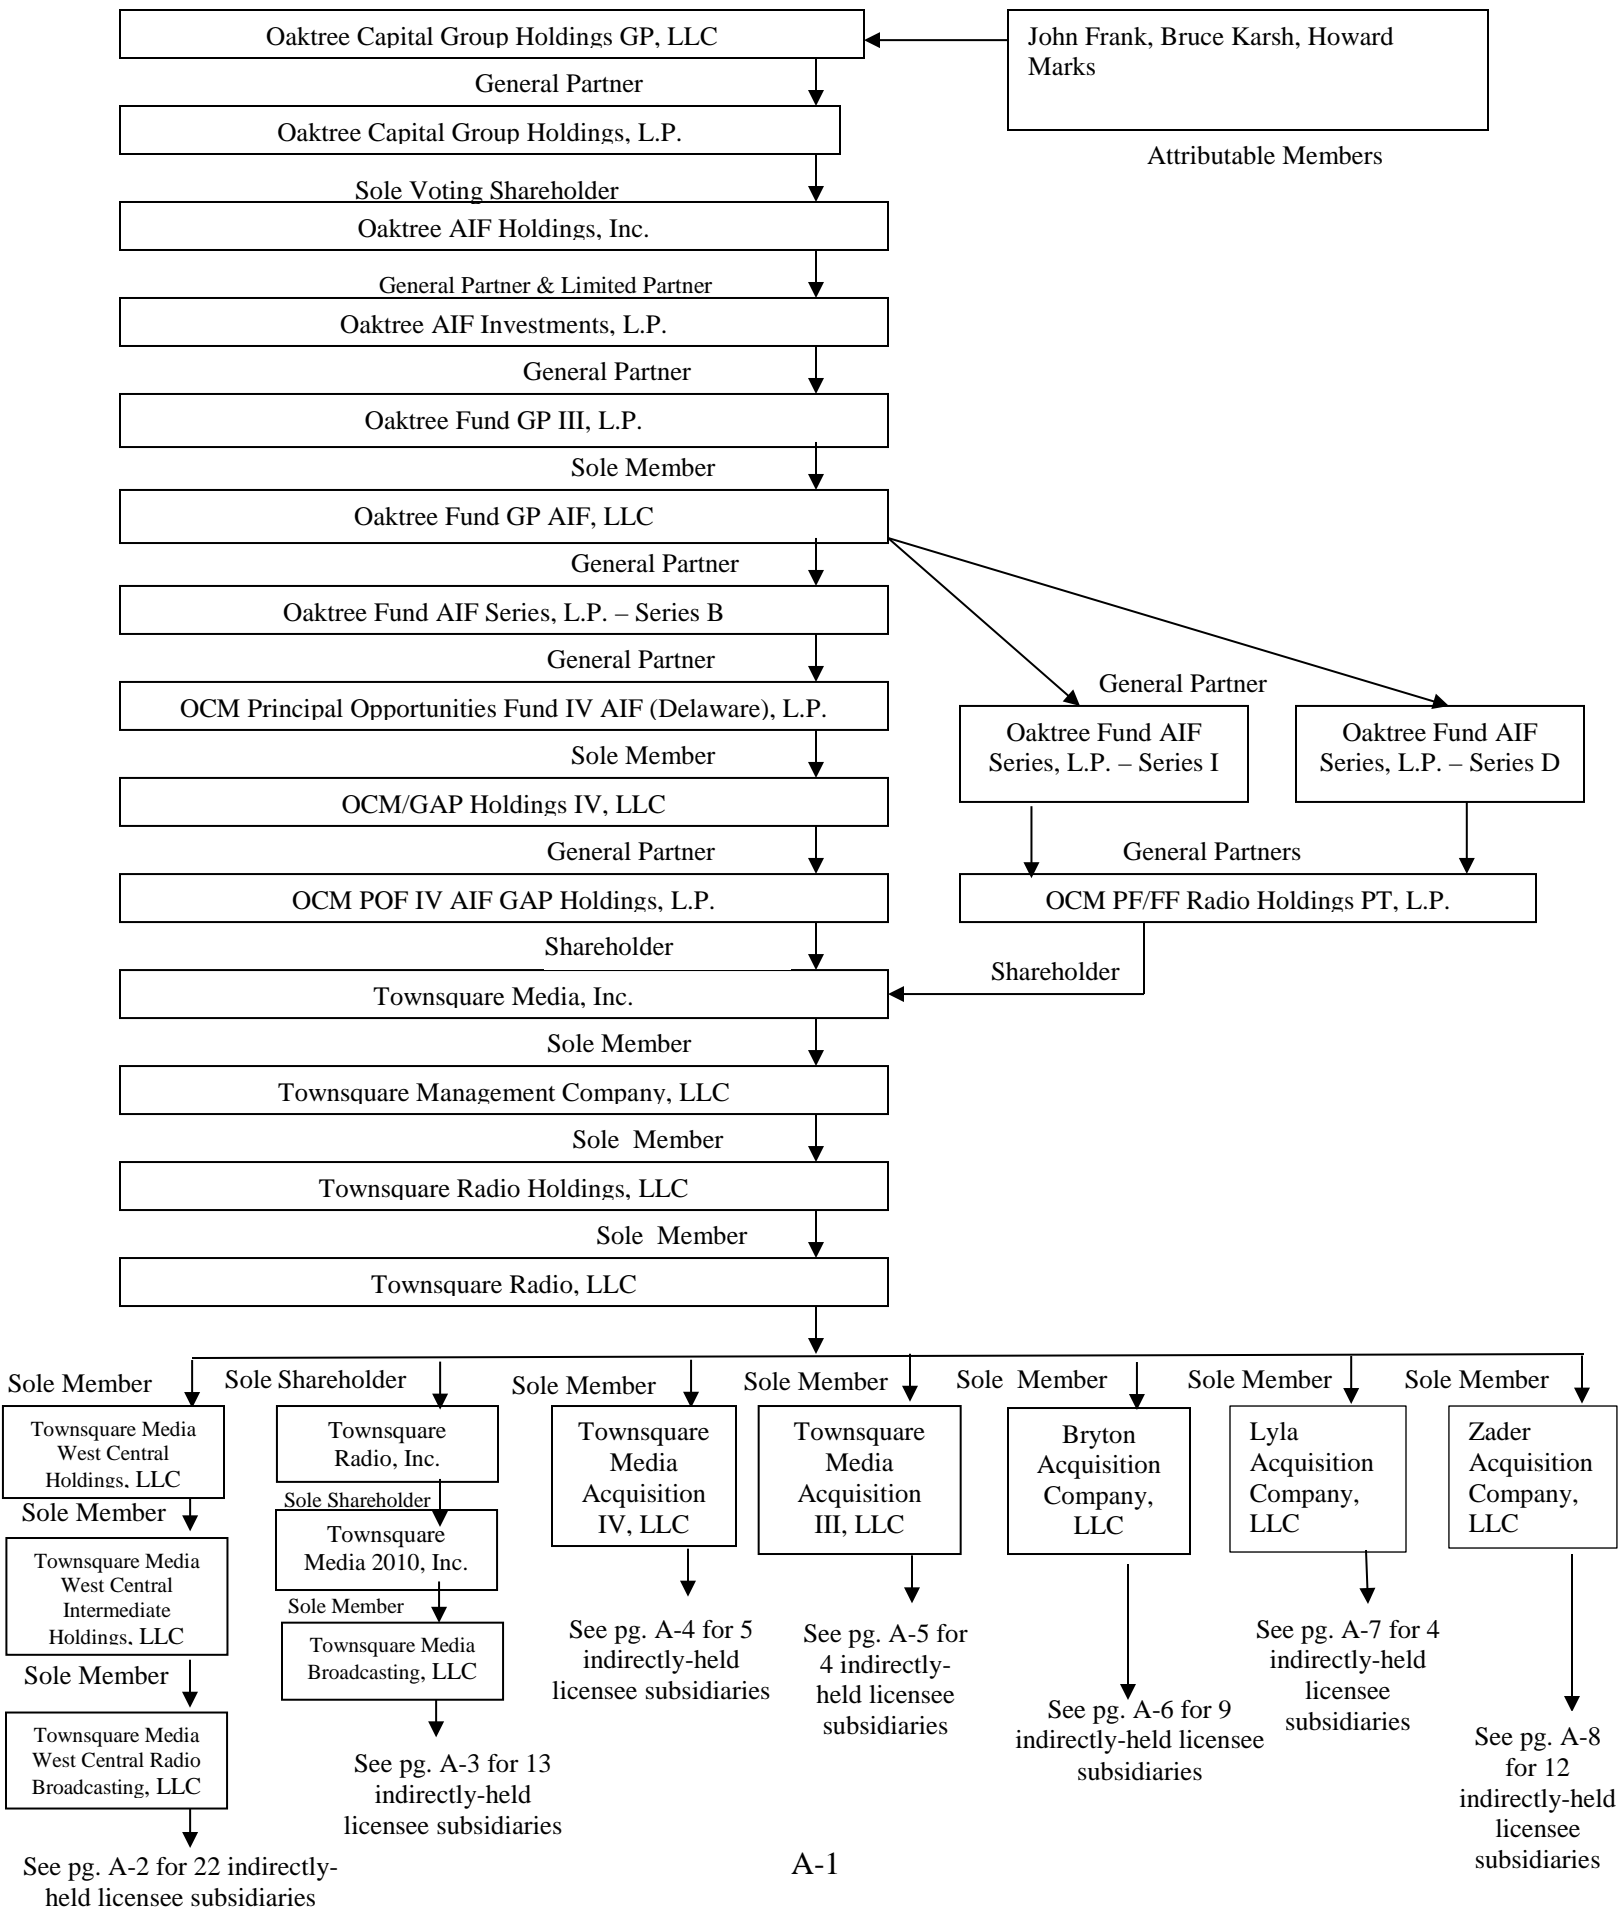 Oaktree Capital Group Holdings GP, LLC
John Frank, Bruce Karsh, Howard
Marks
Attributable Members
General Partner
Oaktree Capital Group Holdings, L.P.
Sole Voting Shareholder
Oaktree AIF Holdings, Inc.
General Partner & Limited Partner
Oaktree AIF Investments, L.P.
General Partner
Oaktree Fund GP III, L.P.
Sole Member
Oaktree Fund GP AIF, LLC
General Partner
Oaktree Fund AIF Series, L.P. – Series B
General Partner
OCM Principal Opportunities Fund IV AIF (Delaware), L.P.
General Partner
Oaktree Fund AIF
Series, L.P. – Series I
Oaktree Fund AIF
Series, L.P. – Series D
Sole Member
OCM/GAP Holdings IV, LLC
General Partner
General Partners
OCM POF IV AIF GAP Holdings, L.P.
OCM PF/FF Radio Holdings PT, L.P.
Shareholder
Shareholder
Townsquare Media, Inc.
Sole Member
Townsquare Management Company, LLC
Sole  Member
Townsquare Radio Holdings, LLC
Sole  Member
Townsquare Radio, LLC
Sole Member
Townsquare Media
West Central
Holdings, LLC
Sole Member
Townsquare Media
West Central
Intermediate
Holdings, LLC
Sole Member
Townsquare Media
West Central Radio
Broadcasting, LLC
See pg. A-2 for 22 indirectly-
held licensee subsidiaries
Sole Shareholder
Townsquare
Radio, Inc.
Sole Shareholder
Townsquare
Media 2010, Inc.
Sole Member
Townsquare Media
Broadcasting, LLC
See pg. A-3 for 13
indirectly-held
licensee subsidiaries
Sole Member
Townsquare
Media
Acquisition
IV, LLC
See pg. A-4 for 5
indirectly-held
licensee subsidiaries
Sole Member
Townsquare
Media
Acquisition
III, LLC
See pg. A-5 for
4 indirectly-
held licensee
subsidiaries
Sole  Member
Bryton
Acquisition
Company,
LLC
See pg. A-6 for 9
indirectly-held licensee
subsidiaries
Sole Member
Lyla
Acquisition
Company,
LLC
See pg. A-7 for 4
indirectly-held
licensee
subsidiaries
Sole Member
Zader
Acquisition
Company,
LLC
See pg. A-8
for 12
indirectly-held
licensee
subsidiaries
A-1